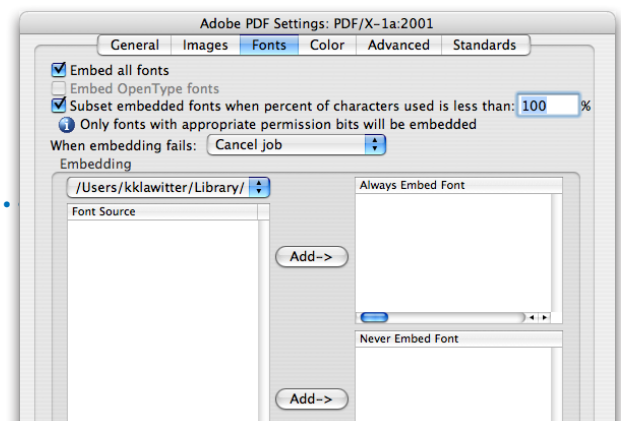 Adobe PDF Settings: PDF/X-1a:2001
General Images Fonts Color Advanced Standards
Embed all fonts
Embed OpenType fonts
Subset embedded fonts when percent of characters used is less than: 100 %
Only fonts with appropriate permission bits will be embedded
When embedding fails: Cancel job
Embedding
/Users/kklawitter/Library/
Always Embed Font
Font Source
Add->
Never Embed Font
Add->